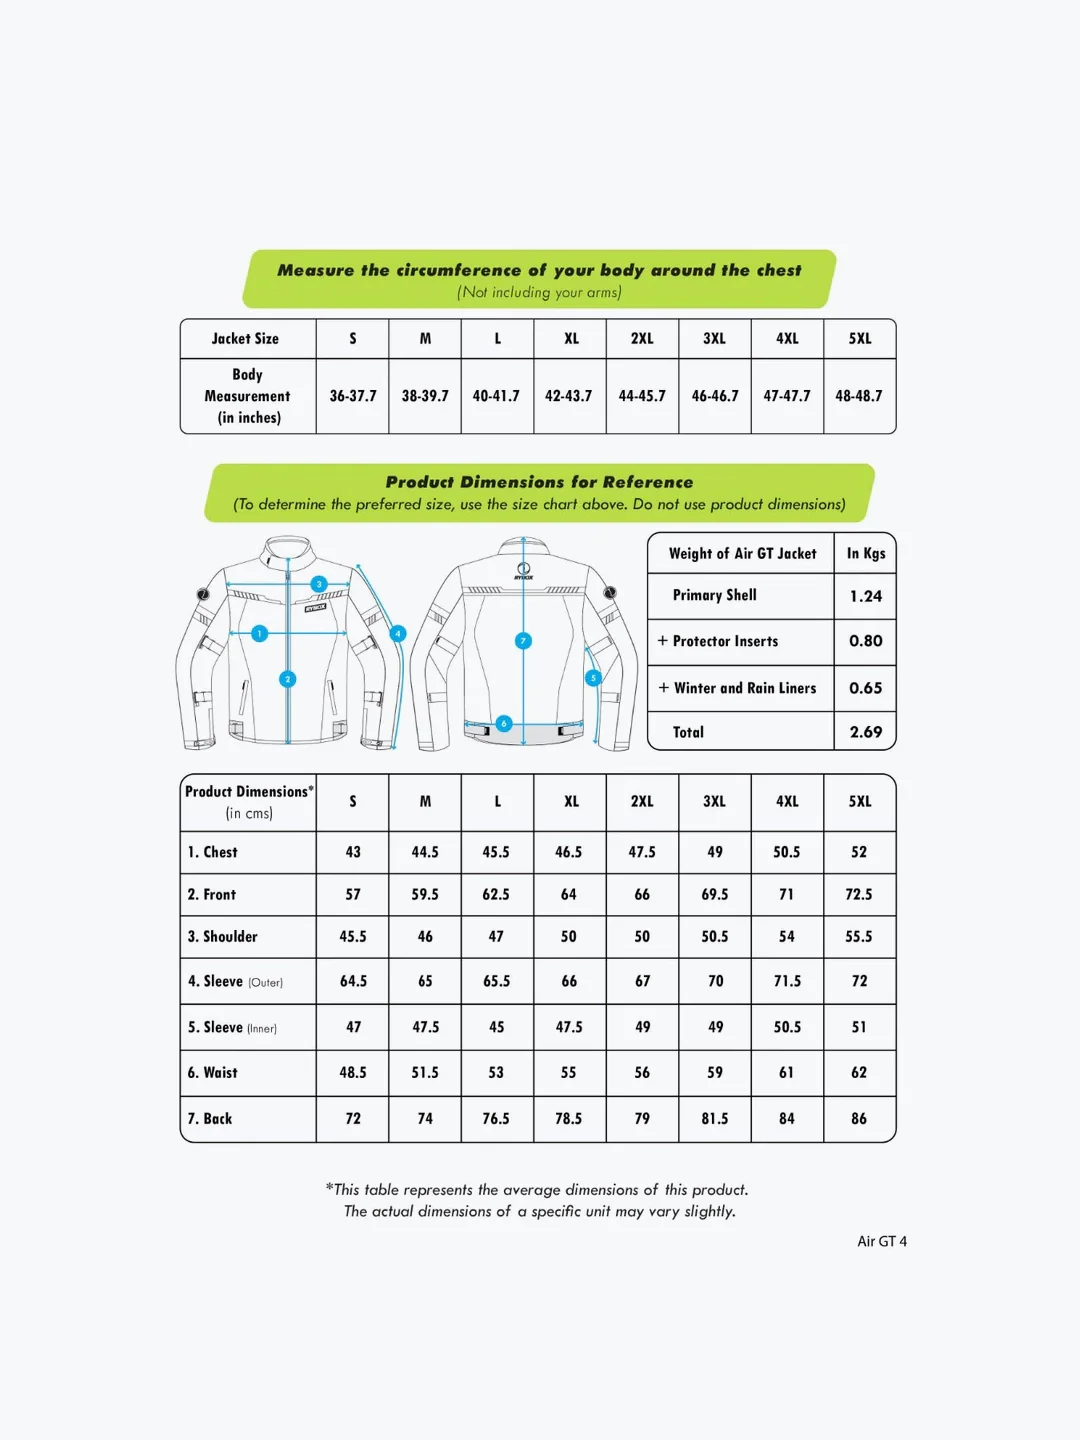 Measure the circumference of your body around the chest
(Not including your arms)
Jacket Size S M L XL 2XL 3XL 4XL 5XL
Body
Measurement
(in inches)
36-37.7 38-39.7 40-41.7 42-43.7 44-45.7 46-46.7 47-47.7 48-48.7
Product Dimensions for Reference
(To determine the preferred size, use the size chart above. Do not use product dimensions)
RYNOX
RYNOX
1
2
3
4
5
6
7
Weight of Air GT Jacket In Kgs
Primary Shell 1.24
+ Protector Inserts 0.80
+ Winter and Rain Liners 0.65
Total 2.69
Product Dimensions*
(in cms)
S M L XL 2XL 3XL 4XL 5XL
1. Chest 43 44.5 45.5 46.5 47.5 49 50.5 52
2. Front 57 59.5 62.5 64 66 69.5 71 72.5
3. Shoulder 45.5 46 47 50 50 50.5 54 55.5
4. Sleeve (Outer) 64.5 65 65.5 66 67 70 71.5 72
5. Sleeve (Inner) 47 47.5 45 47.5 49 49 50.5 51
6. Waist 48.5 51.5 53 55 56 59 61 62
7. Back 72 74 76.5 78.5 79 81.5 84 86
*This table represents the average dimensions of this product.
The actual dimensions of a specific unit may vary slightly.
Air GT 4